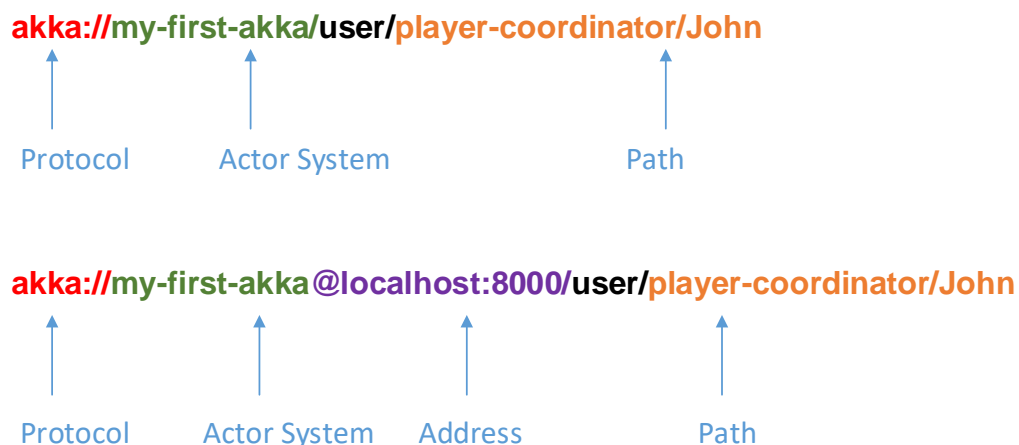 akka://my-first-akka/user/player-coordinator/John
Protocol Actor System Path
akka://my-first-akka@localhost:8000/user/player-coordinator/John
Protocol Actor System Address Path